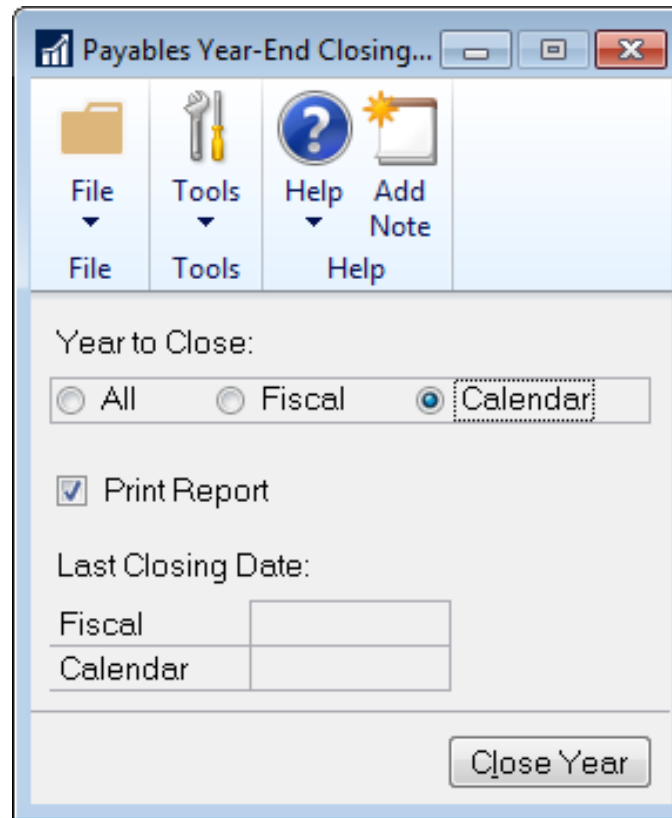 Payables Year-End Closing...
File Tools Help Add Note
File Tools Help
Year to Close:
All Fiscal Calendar
Print Report
Last Closing Date:
Fiscal
Calendar
Close Year